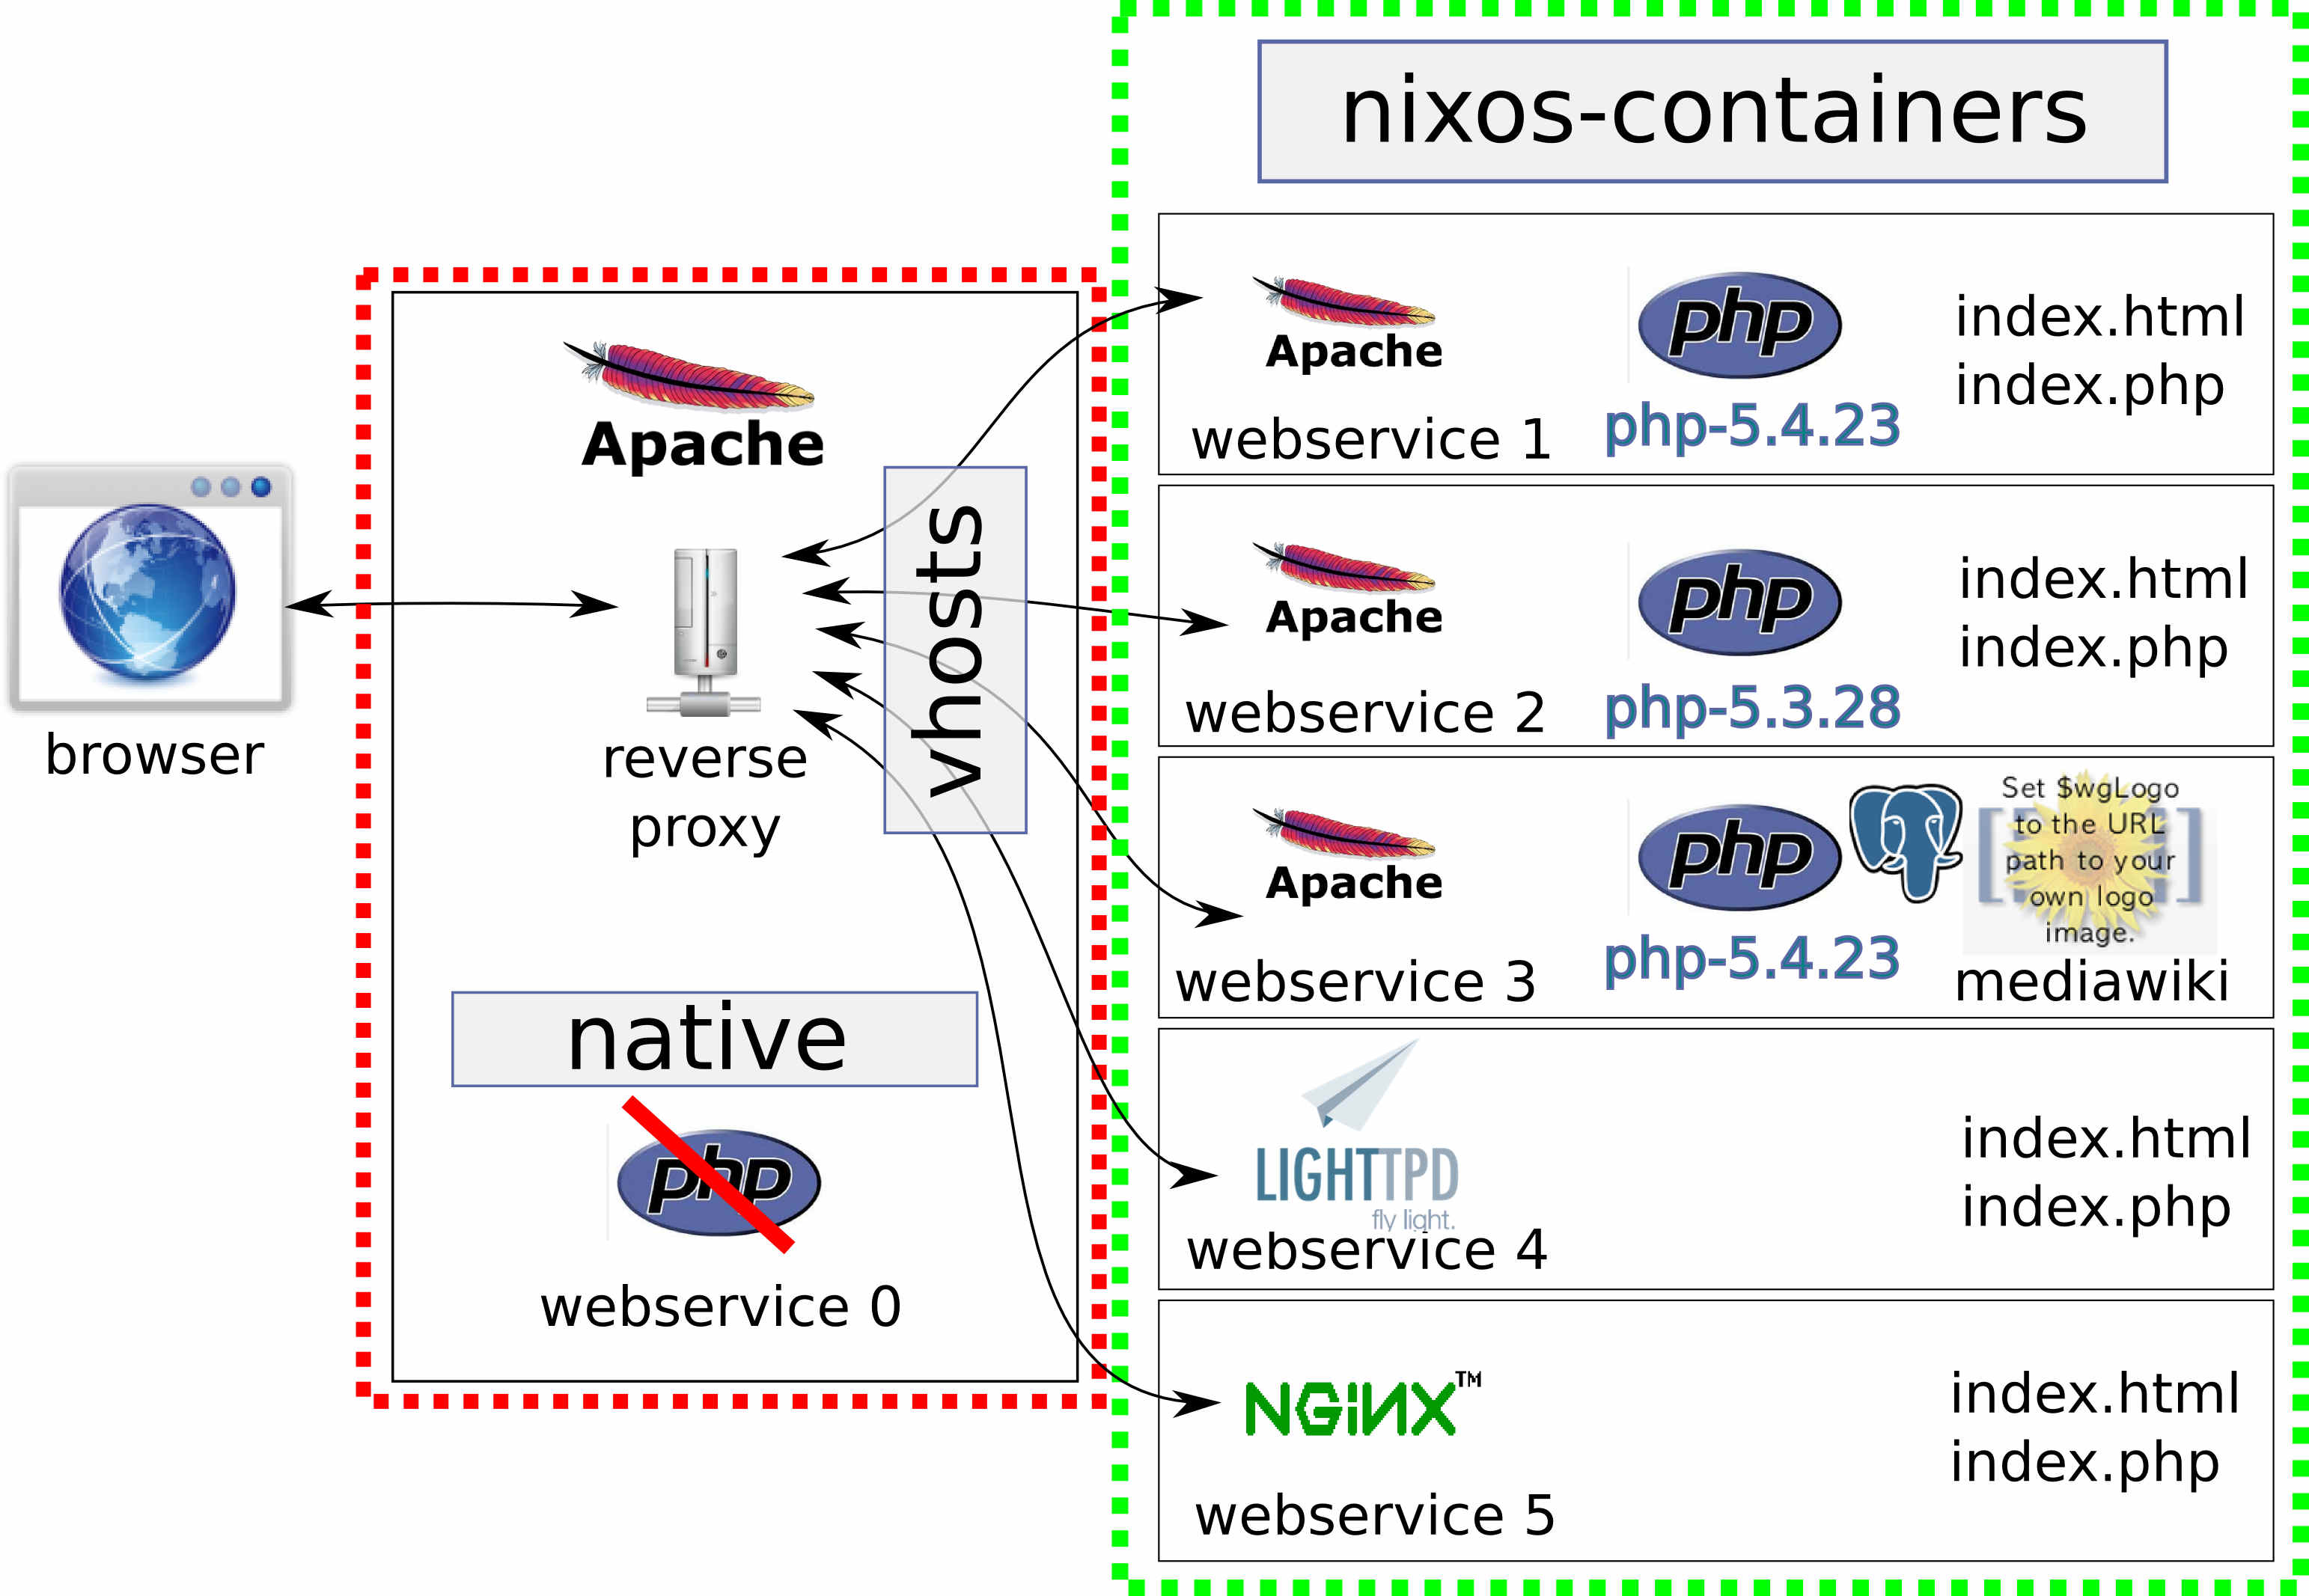 nixos-containers
browser
Apache
reverse
proxy
vhosts
native
php
webservice 0
Apache
webservice 1
php
php-5.4.23
index.html
index.php
Apache
webservice 2
php
php-5.3.28
index.html
index.php
Apache
webservice 3
php
php-5.4.23
Set $wgLogo
to the URL
path to your
own logo
image.
mediawiki
LIGHTTPD
fly light.
webservice 4
index.html
index.php
NGiNX™
webservice 5
index.html
index.php